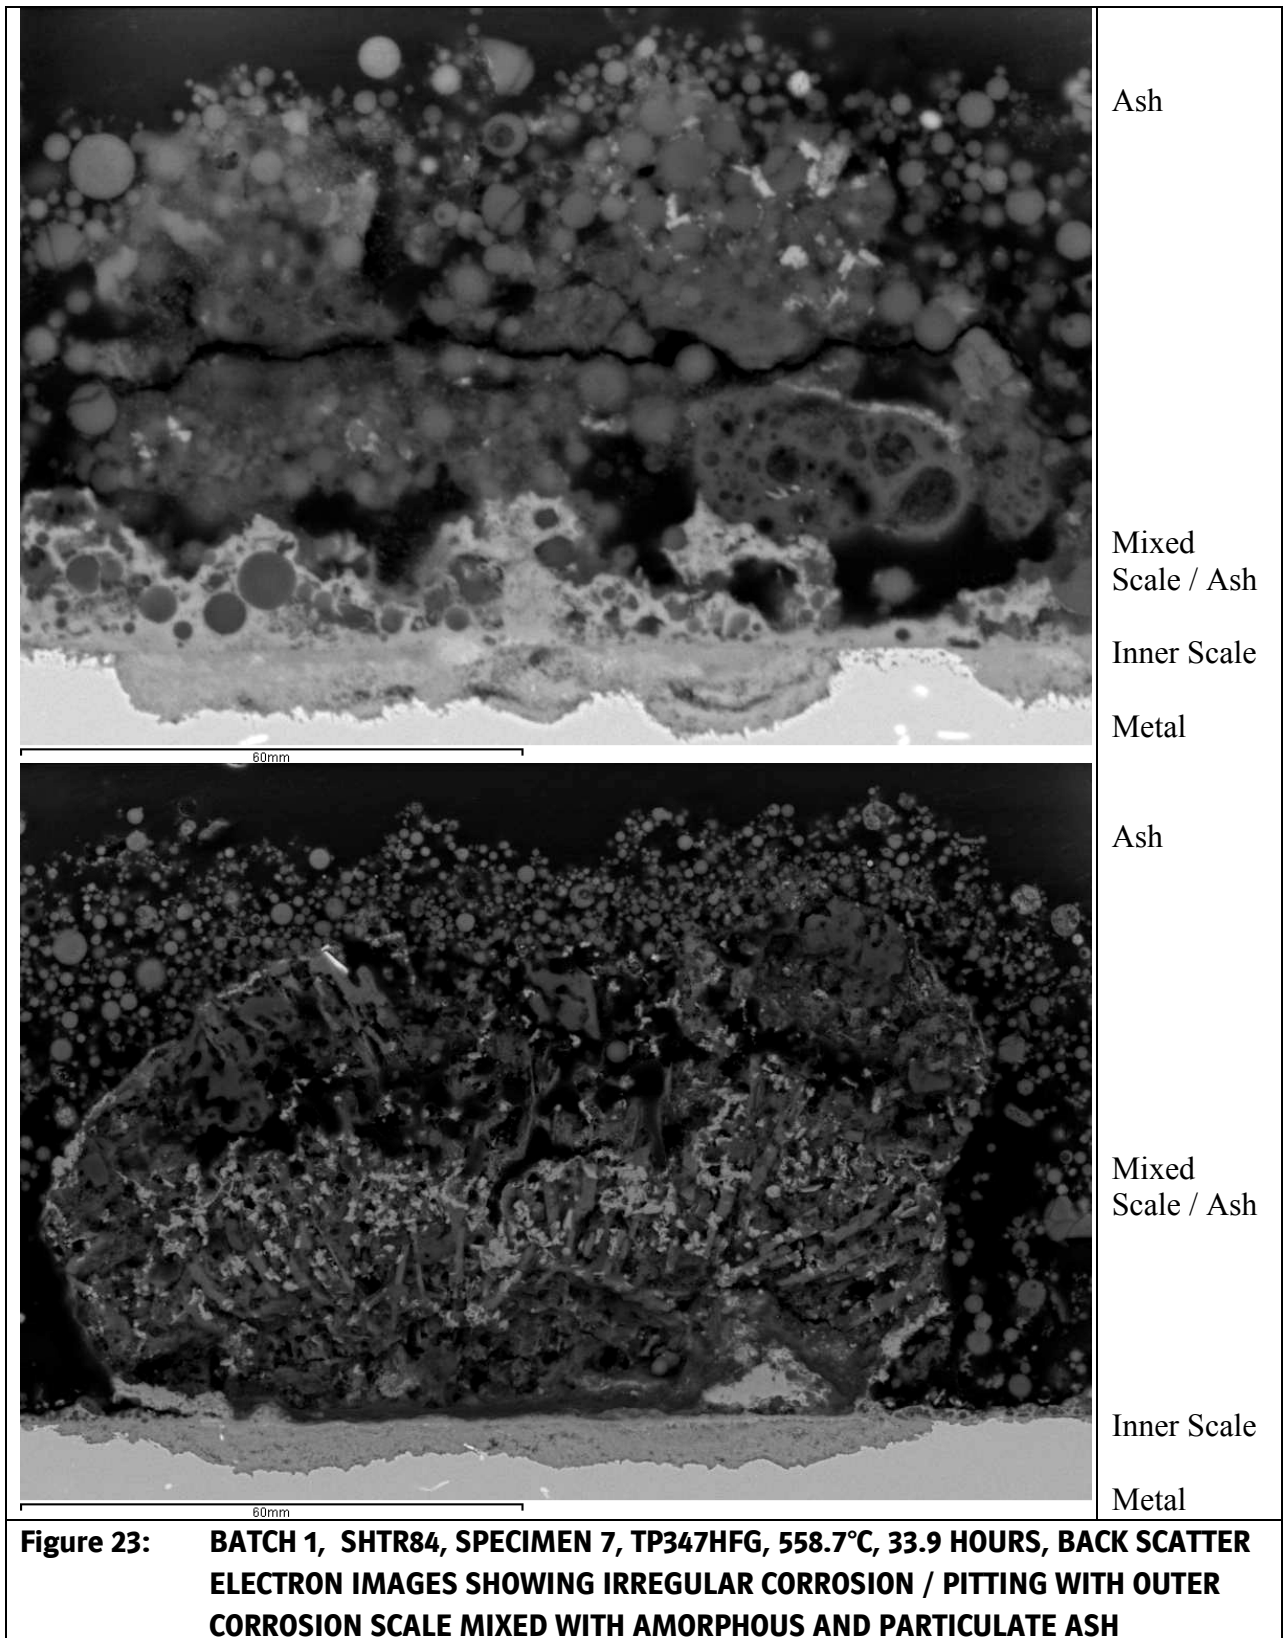 Ash
Mixed
Scale / Ash
Inner Scale
Metal
60mm
Ash
Mixed
Scale / Ash
Inner Scale
Metal
60mm
Figure 23: BATCH 1, SHTR84, SPECIMEN 7, TP347HFG, 558.7°C, 33.9 HOURS, BACK SCATTER
ELECTRON IMAGES SHOWING IRREGULAR CORROSION / PITTING WITH OUTER
CORROSION SCALE MIXED WITH AMORPHOUS AND PARTICULATE ASH